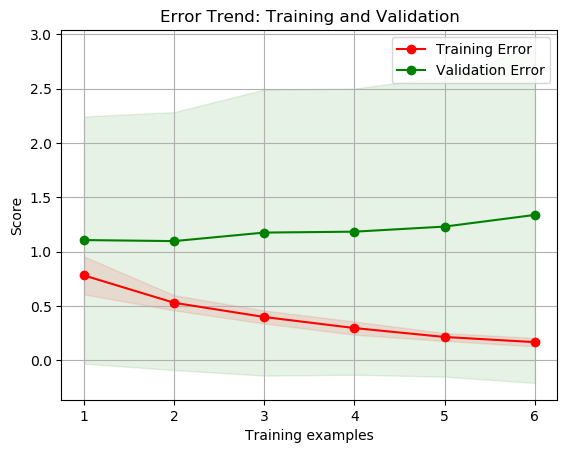 Error Trend: Training and Validation
Training Error
Validation Error
Score
3.0
2.5
2.0
1.5
1.0
0.5
0.0
1 2 3 4 5 6
Training examples